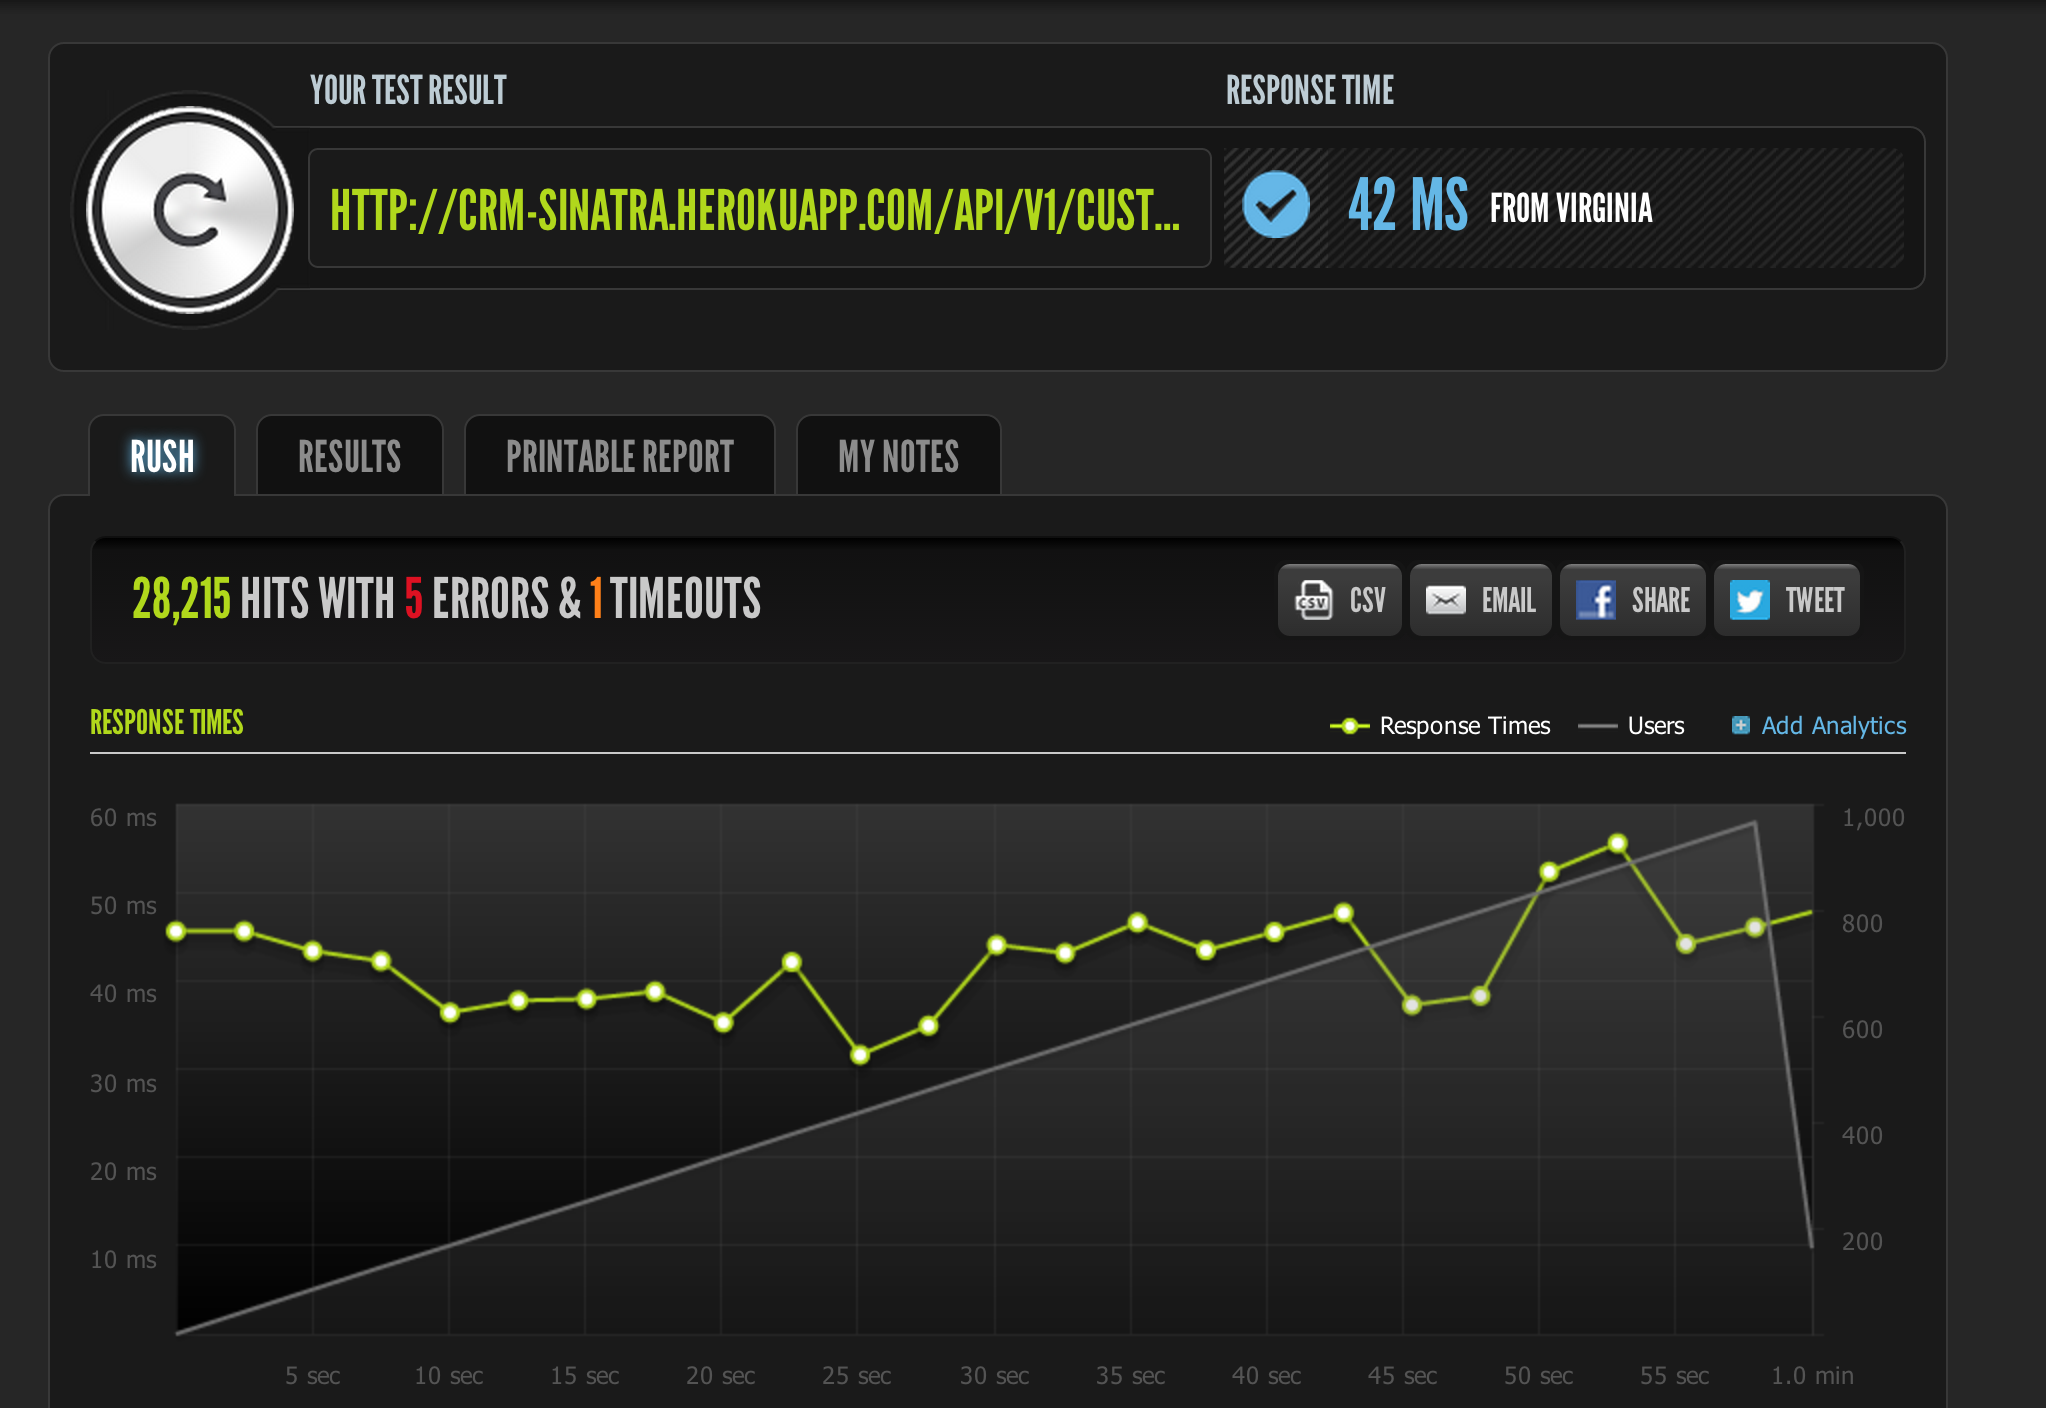 YOUR TEST RESULT
RESPONSE TIME
HTTP://CRM-SINATRA.HEROKUAPP.COM/API/V1/CUST...
42 MS FROM VIRGINIA
RUSH
RESULTS
PRINTABLE REPORT
MY NOTES
28,215 HITS WITH 5 ERRORS & 1 TIMEOUTS
CSV
CSV
EMAIL
f
SHARE
TWEET
RESPONSE TIMES
Response Times
Users
Add Analytics
60 ms
50 ms
40 ms
30 ms
20 ms
10 ms
1,000
800
600
400
200
5 sec
10 sec
15 sec
20 sec
25 sec
30 sec
35 sec
40 sec
45 sec
50 sec
55 sec
1.0 min